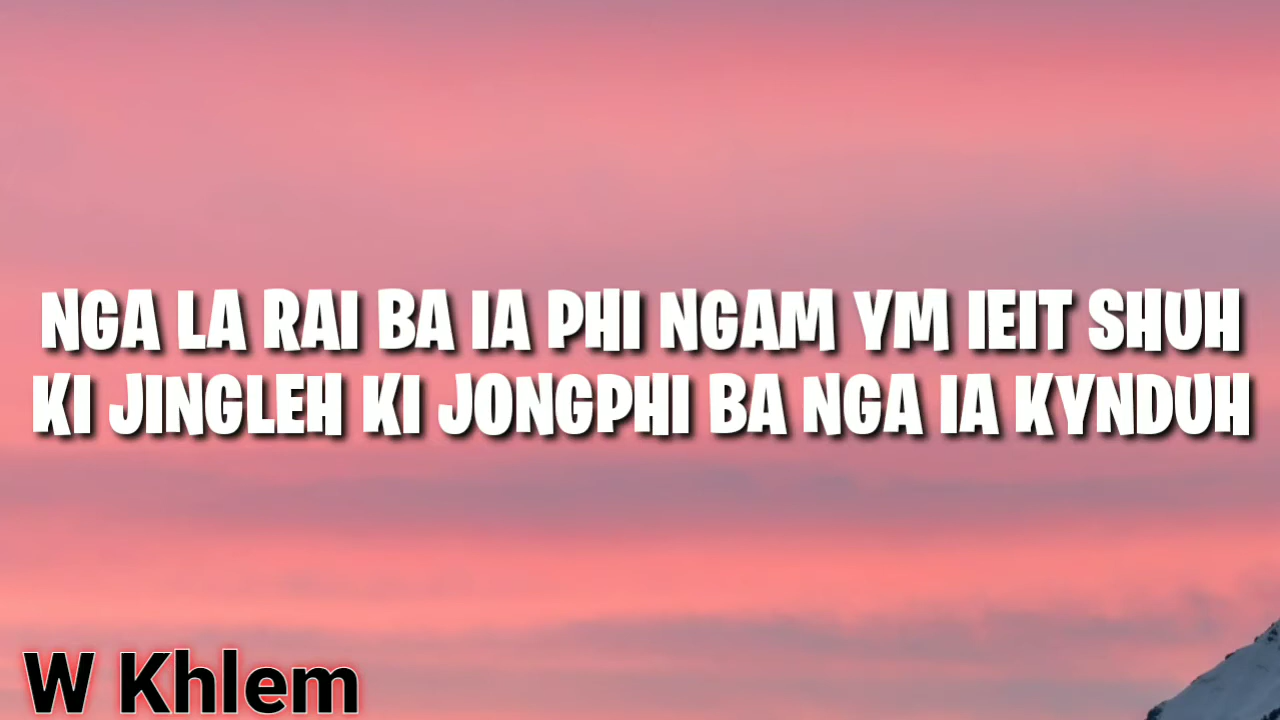 NGA LA RAI BA IA PHI NGAM YM IEIT SHUH
KI JINGLEH KI JONGPHI BA NGA IA KYNDUH
W Khlem